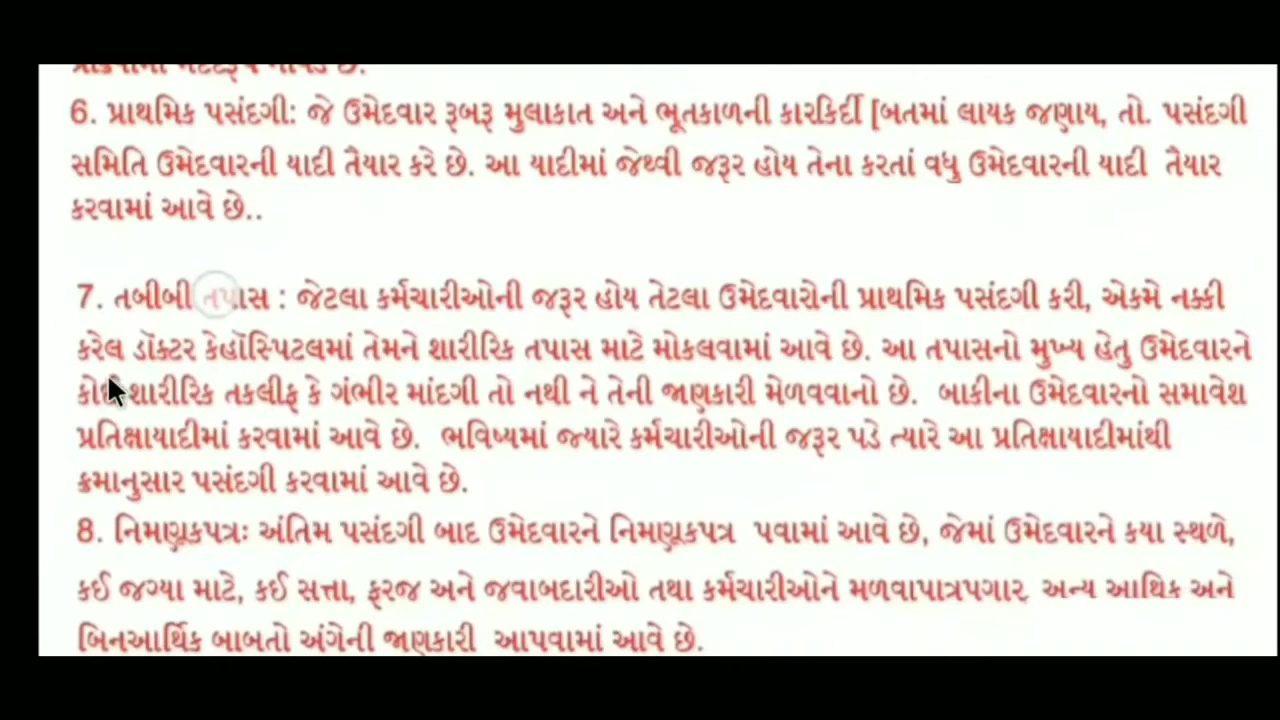 6. પ્રાથમિક પસંદગી: જે ઉમેદવાર રૂબરૂ મુલાકાત અને ભૂતકાળની કારકિર્દી [બતમાં લાયક જણાય, તો. પસંદગી
સમિતિ ઉમેદવારની યાદી તૈયાર કરે છે. આ યાદીમાં જેથ્વી જરૂર હોય તેના કરતાં વધુ ઉમેદવારની યાદી તૈયાર
કરવામાં આવે છે..
7. તબીબી તપાસ : જેટલા કર્મચારીઓની જરૂર હોય તેટલા ઉમેદવારોની પ્રાથમિક પસંદગી કરી, એકમે નક્કી
કરેલ ડૉક્ટર કેહૉસ્પિટલમાં તેમને શારીરિક તપાસ માટે મોકલવામાં આવે છે. આ તપાસનો મુખ્ય હેતુ ઉમેદવારને
શારીરિક તકલીફ કે ગંભીર માંદગી તો નથી ને તેની જાણકારી મેળવવાનો છે. બાકીના ઉમેદવારનો સમાવેશ
પ્રતિક્ષાયાદીમાં કરવામાં આવે છે. ભવિષ્યમાં જ્યારે કર્મચારીઓની જરૂર પડે ત્યારે આ પ્રતિક્ષાયાદીમાંથી
ક્રમાનુસાર પસંદગી કરવામાં આવે છે.
8. નિમણૂકપત્રઃ અંતિમ પસંદગી બાદ ઉમેદવારને નિમણૂકપત્ર પવામાં આવે છે, જેમાં ઉમેદવારને કયા સ્થળે,
કઈ જગ્યા માટે, કઈ સત્તા, ફરજ અને જવાબદારીઓ તથા કર્મચારીઓને મળવાપાત્રપગાર અન્ય આથિક અને
બિનઆર્થિક બાબતો અંગેની જાણકારી આપવામાં આવે છે.